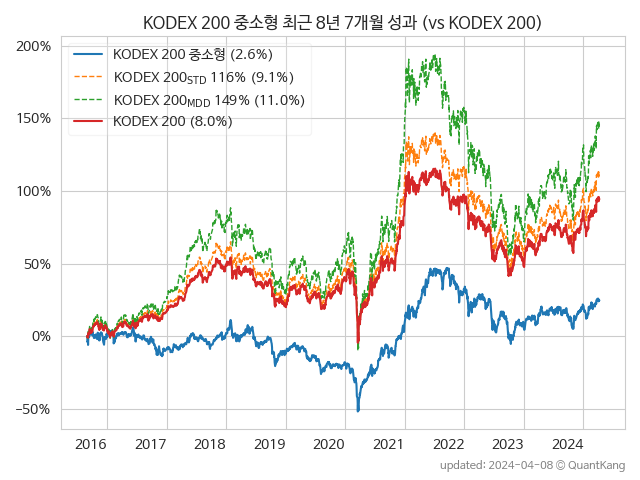 KODEX 200 중소형 최근 8년 7개월 성과 (vs KODEX 200)
200%
150%
100%
50%
0%
−50%
KODEX 200 중소형 (2.6%)
KODEX 200STD 116% (9.1%)
KODEX 200MDD 149% (11.0%)
KODEX 200 (8.0%)
2016 2017 2018 2019 2020 2021 2022 2023 2024
updated: 2024-04-08 © QuantKang